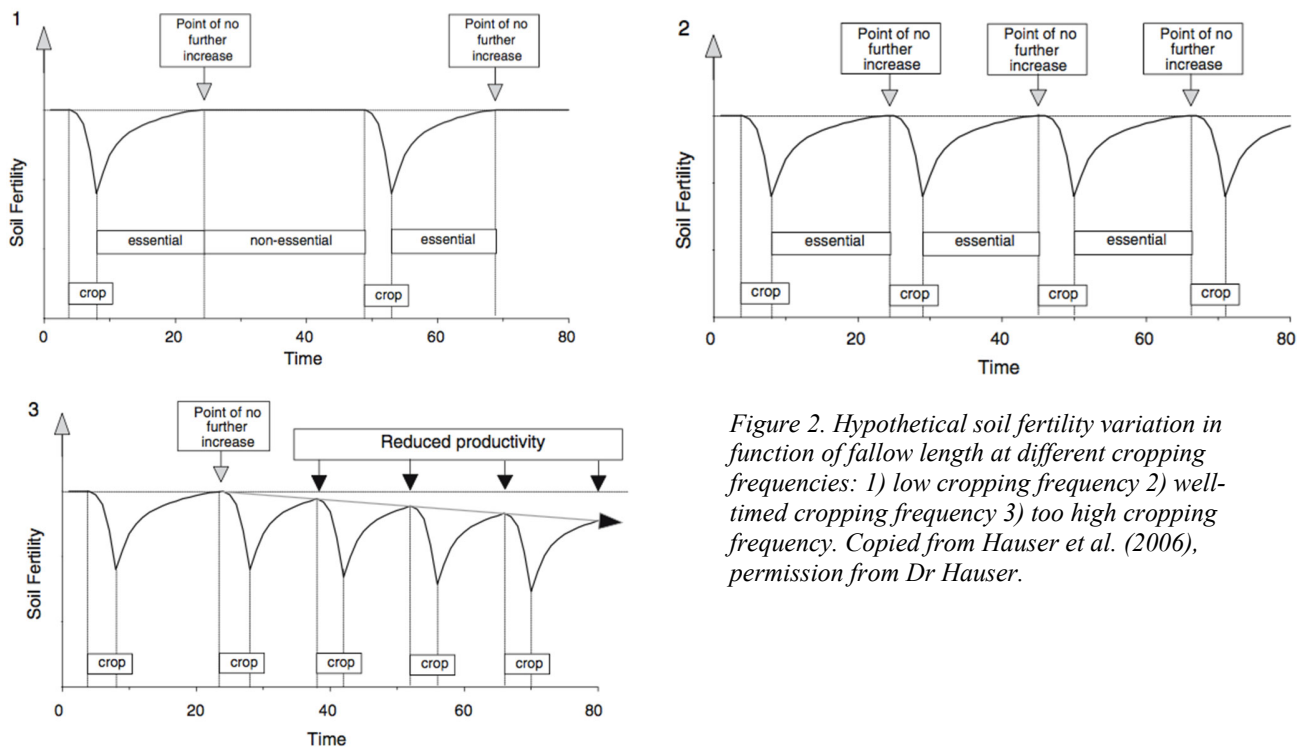 1
Point of no
further
increase
Point of no
further
increase
Soil Fertility
essential
non-essential
essential
crop
crop
0
20
40
60
80
Time
2
Point of no
further
increase
Point of no
further
increase
Point of no
further
increase
Soil Fertility
essential
essential
essential
crop
crop
crop
crop
0
20
40
60
80
Time
3
Point of no
further
increase
Reduced productivity
Soil Fertility
crop
crop
crop
crop
crop
0
20
40
60
80
Time
Figure 2. Hypothetical soil fertility variation in
function of fallow length at different cropping
frequencies: 1) low cropping frequency 2) well-
timed cropping frequency 3) too high cropping
frequency. Copied from Hauser et al. (2006),
permission from Dr Hauser.